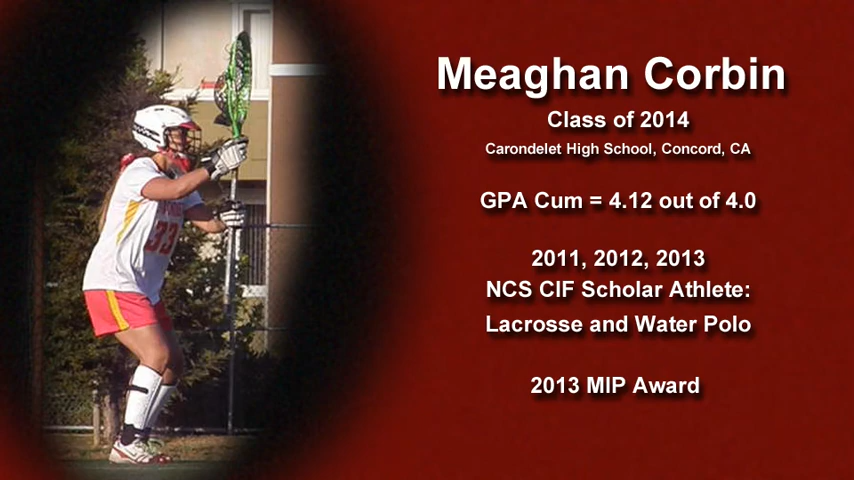 Meaghan Corbin
Class of 2014
Carondelet High School, Concord, CA
GPA Cum = 4.12 out of 4.0
2011, 2012, 2013
NCS CIF Scholar Athlete:
Lacrosse and Water Polo
2013 MIP Award
33